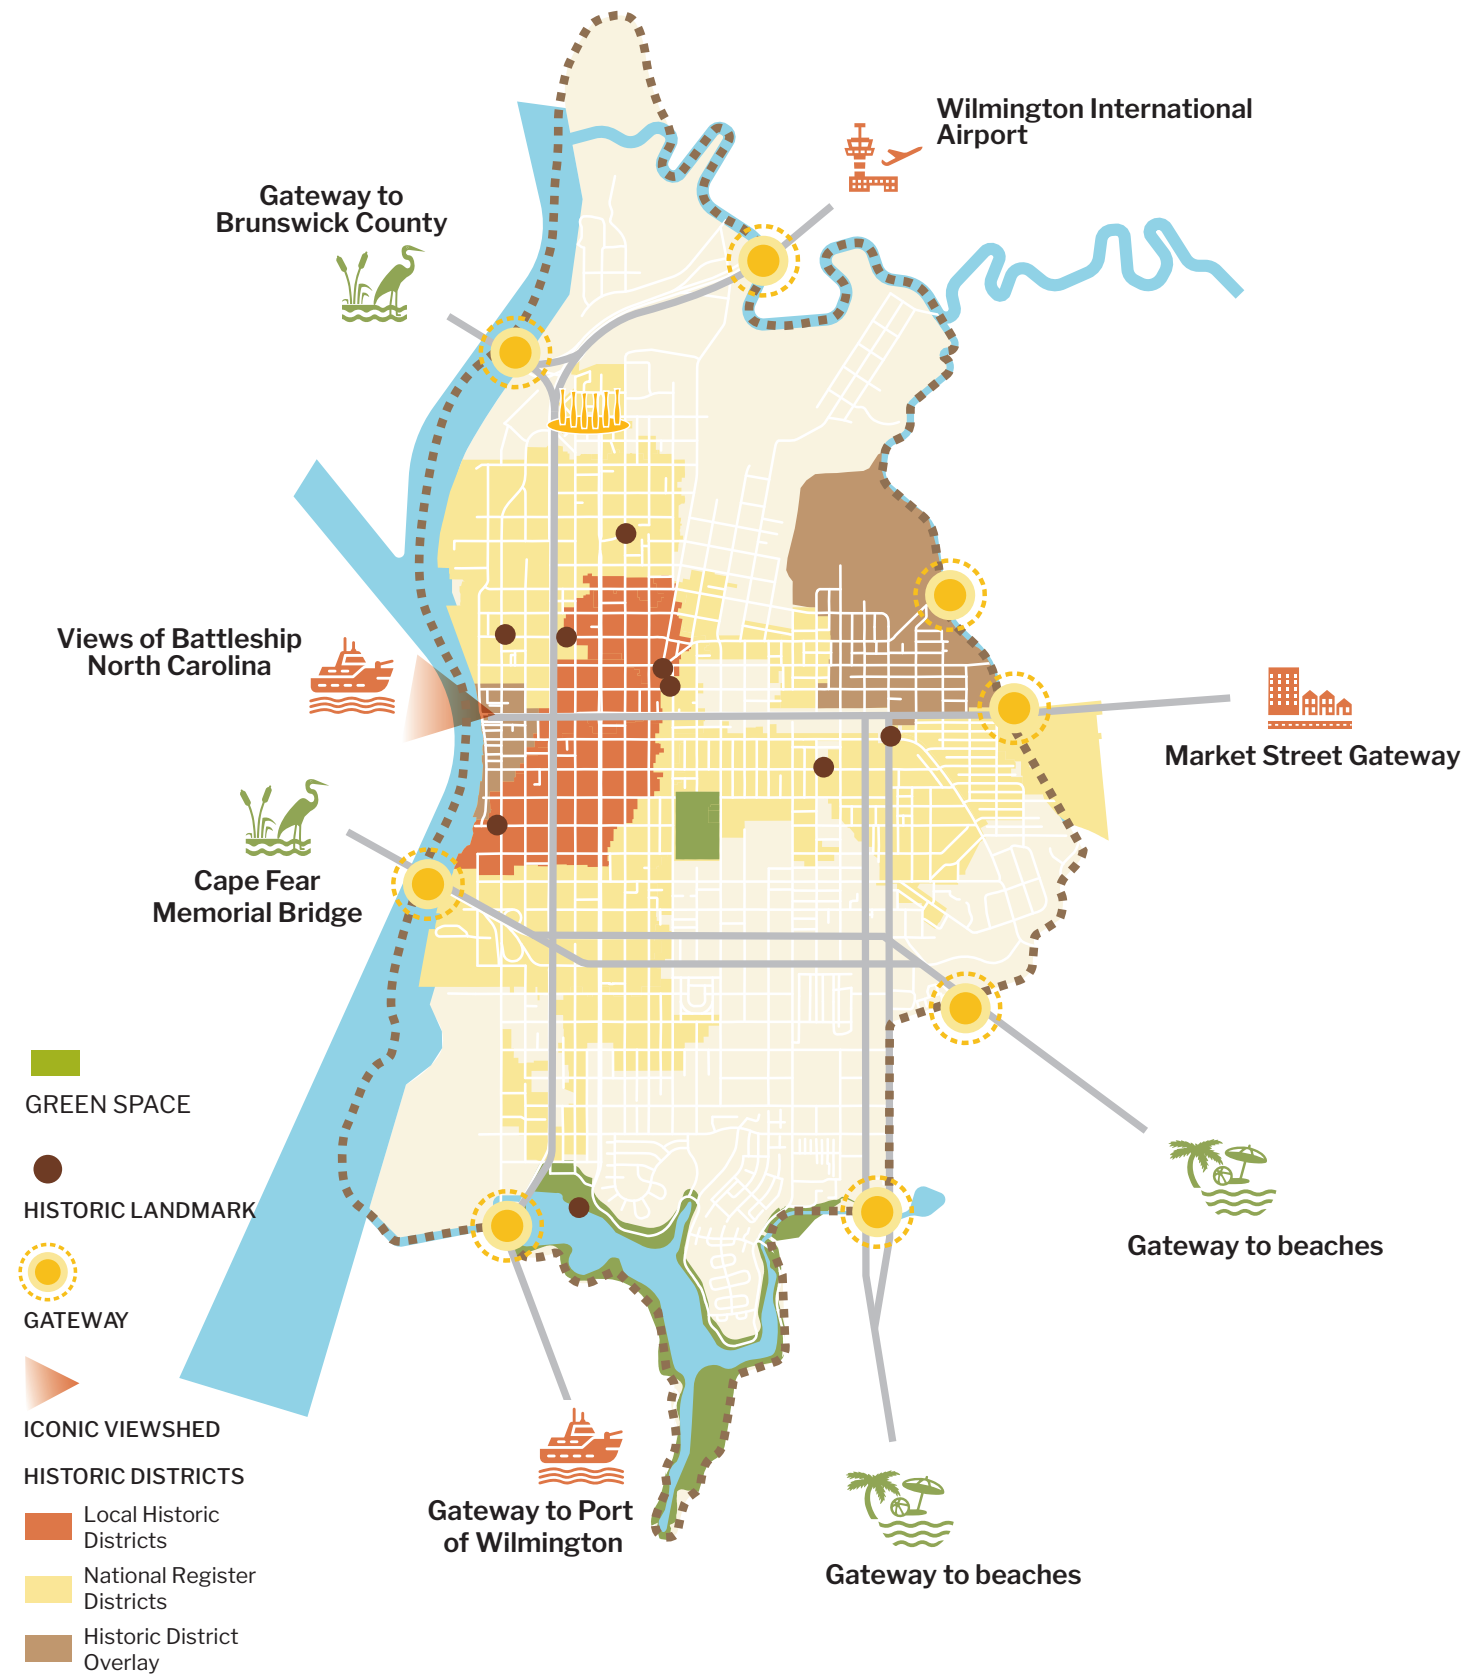 Wilmington International
Airport
Gateway to
Brunswick County
Views of Battleship
North Carolina
Market Street Gateway
Cape Fear
Memorial Bridge
GREEN SPACE
HISTORIC LANDMARK
Gateway to beaches
GATEWAY
ICONIC VIEWSHED
HISTORIC DISTRICTS
Local Historic
Districts
National Register
Districts
Historic District
Overlay
Gateway to Port
of Wilmington
Gateway to beaches